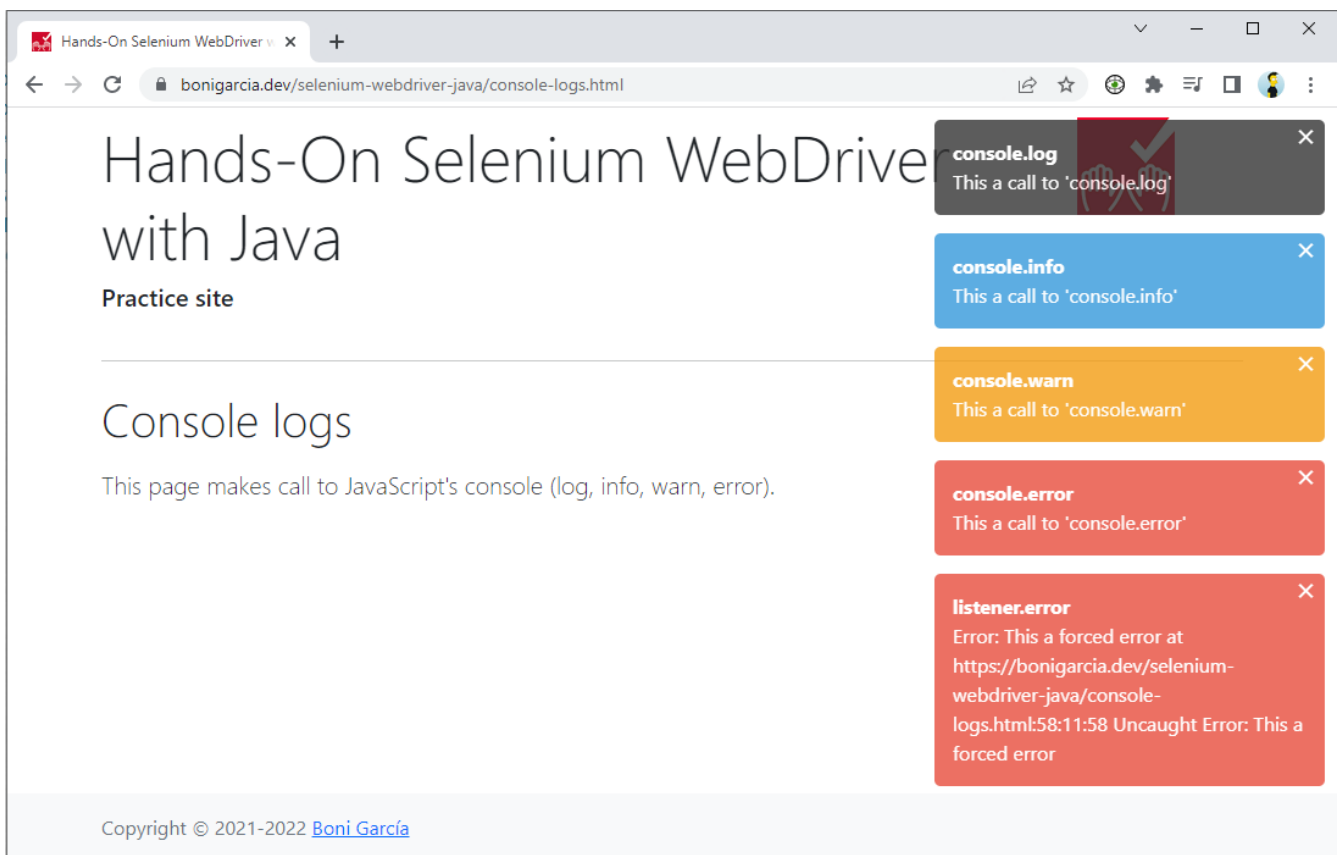 Hands-On Selenium WebDriver w
bonigarcia.dev/selenium-webdriver-java/console-logs.html
Hands-On Selenium WebDriver
with Java
Practice site
Console logs
This page makes call to JavaScript's console (log, info, warn, error).
console.log
This a call to 'console.log'
console.info
This a call to 'console.info'
console.warn
This a call to 'console.warn'
console.error
This a call to 'console.error'
listener.error
Error: This a forced error at
https://bonigarcia.dev/selenium-
webdriver-java/console-
logs.html:58:11:58 Uncaught Error: This a
forced error
Copyright © 2021-2022 Boni García